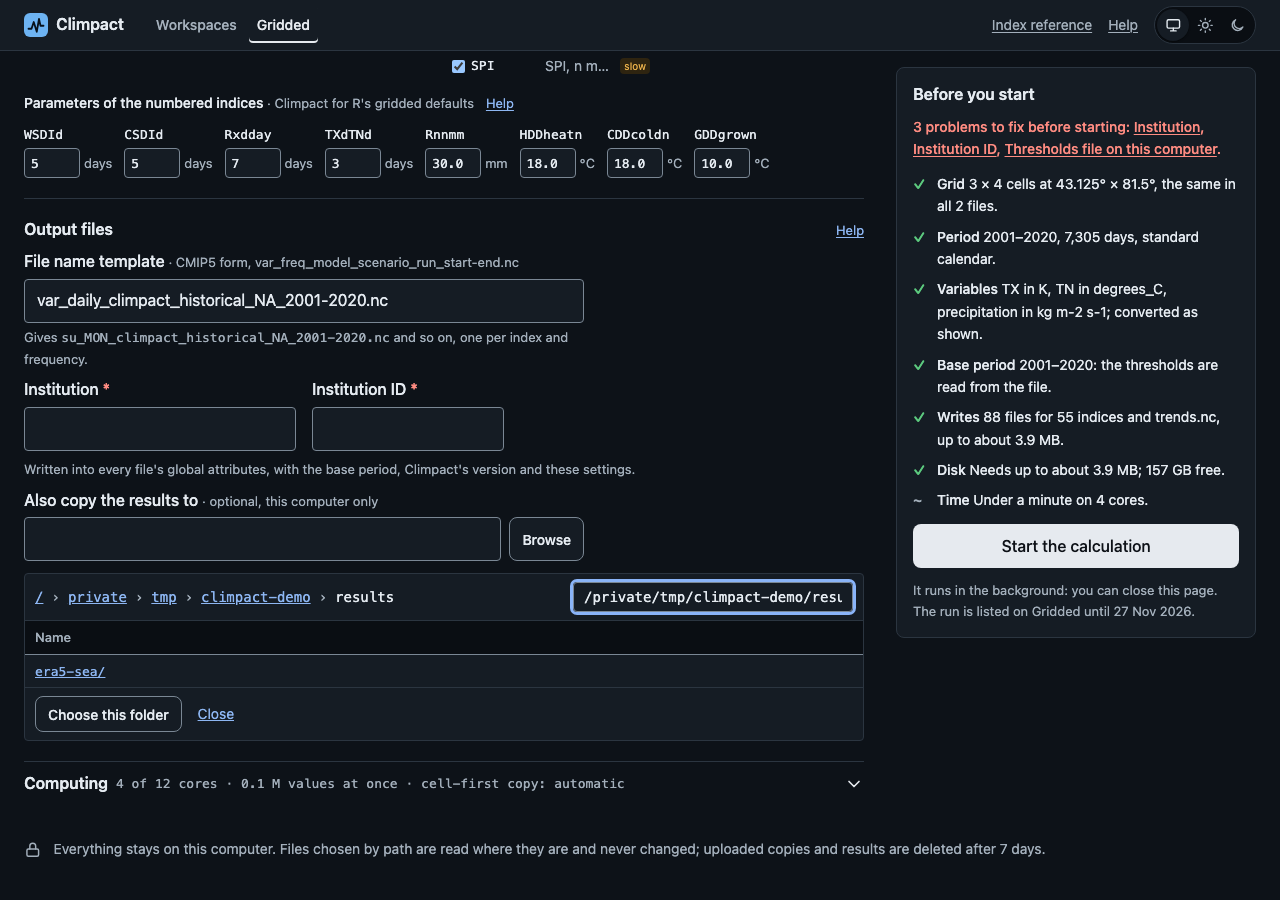 Climpact
Workspaces
Gridded
Index reference
Help
SPI
SPI, n m...
slow
Parameters of the numbered indices · Climpact for R's gridded defaults Help
WSDId CSDId Rxdday TXdTNd Rnnmm HDDheatn CDDcoldn GDDgrown
5 days 5 days 7 days 3 days 30.0 mm 18.0 °C 18.0 °C 10.0 °C
Output files
Help
File name template · CMIP5 form, var_freq_model_scenario_run_start-end.nc
var_daily_climpact_historical_NA_2001-2020.nc
Gives su_MON_climpact_historical_NA_2001-2020.nc and so on, one per index and
frequency.
Institution *
Institution ID *
Written into every file's global attributes, with the base period, Climpact's version and these settings.
Also copy the results to · optional, this computer only
Browse
/ › private › tmp › climpact-demo › results
/private/tmp/climpact-demo/resu
Name
era5-sea/
Choose this folder
Close
Computing 4 of 12 cores · 0.1 M values at once · cell-first copy: automatic
Before you start
3 problems to fix before starting: Institution,
Institution ID, Thresholds file on this computer.
Grid 3 × 4 cells at 43.125° × 81.5°, the same in
all 2 files.
Period 2001–2020, 7,305 days, standard
calendar.
Variables TX in K, TN in degrees_C,
precipitation in kg m-2 s-1; converted as
shown.
Base period 2001–2020: the thresholds are
read from the file.
Writes 88 files for 55 indices and trends.nc,
up to about 3.9 MB.
Disk Needs up to about 3.9 MB; 157 GB free.
~ Time Under a minute on 4 cores.
Start the calculation
It runs in the background: you can close this page.
The run is listed on Gridded until 27 Nov 2026.
Everything stays on this computer. Files chosen by path are read where they are and never changed; uploaded copies and results are deleted after 7 days.